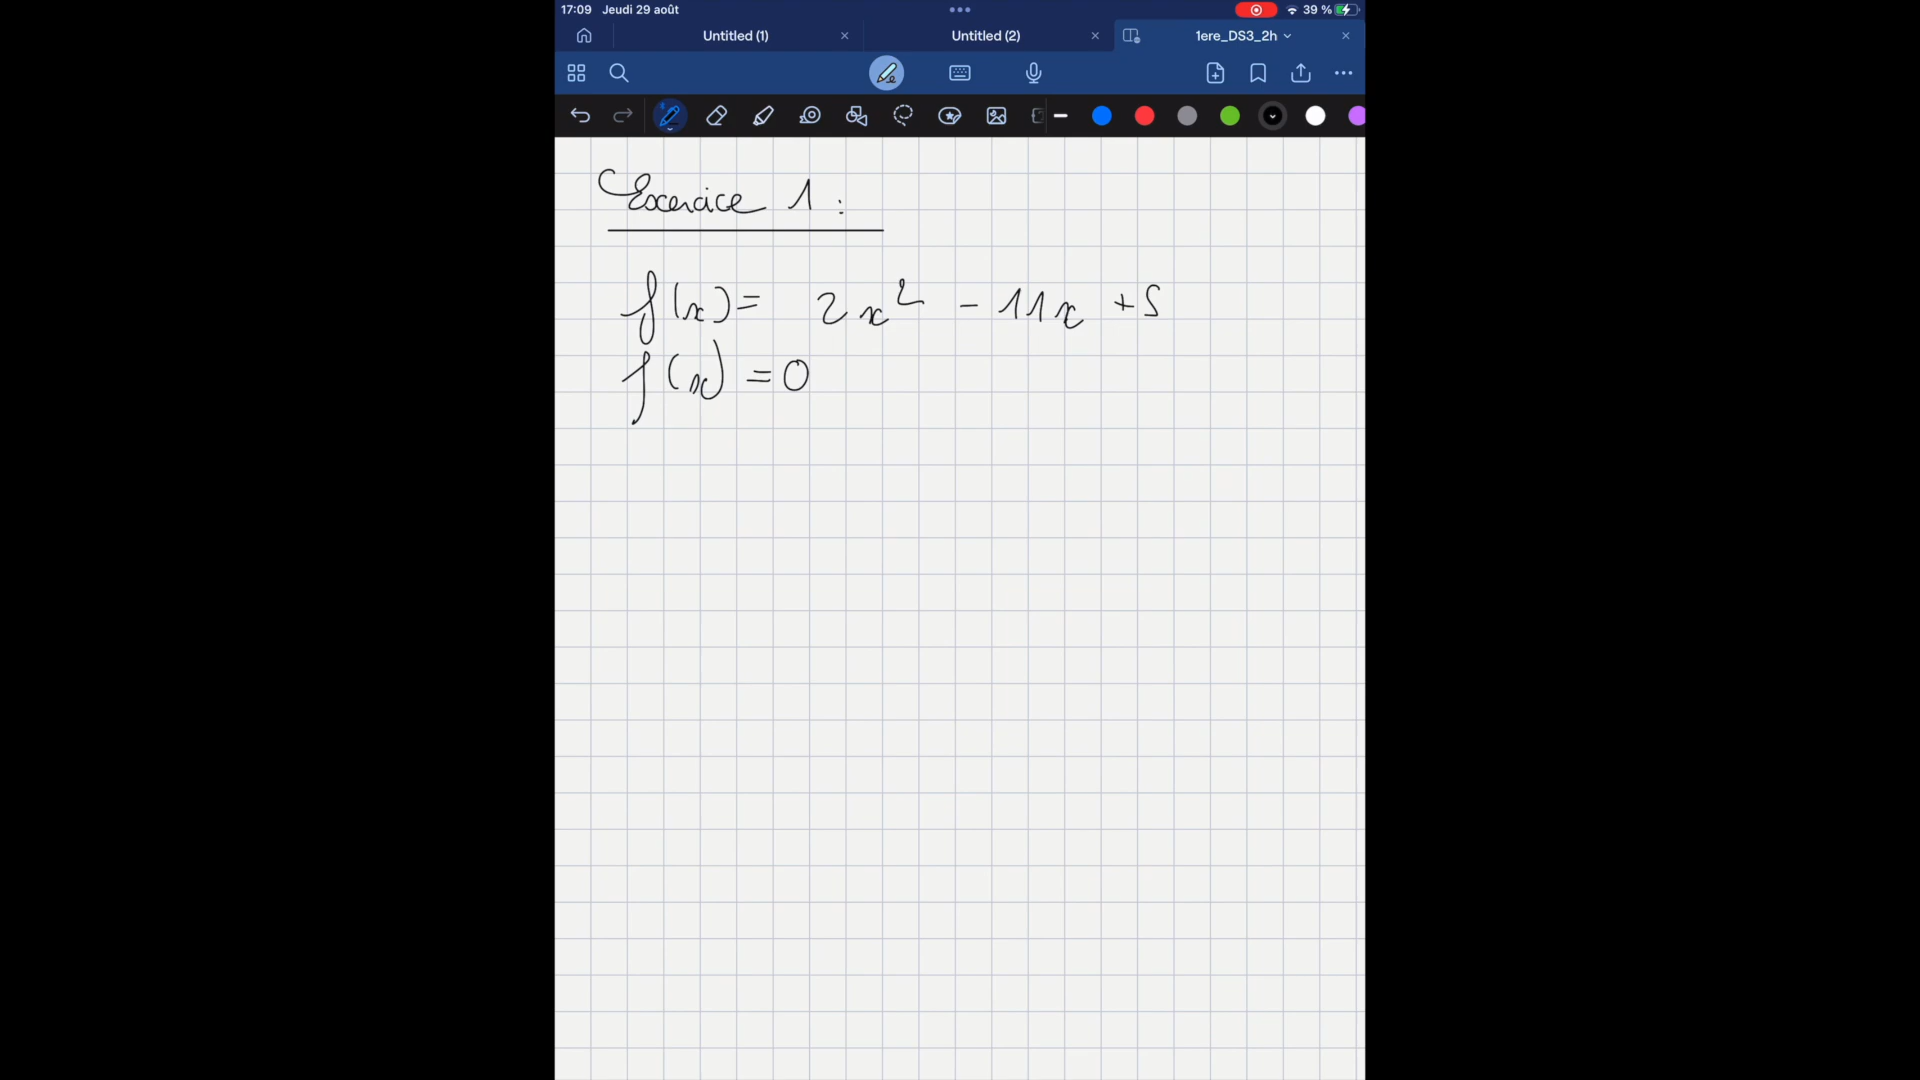 17:09 Jeudi 29 août 39 %
Untitled (1) Untitled (2) 1ere_DS3_2h
Exercice 1 :
f(x) = 2x² - 11x + 5
f(x) = 0